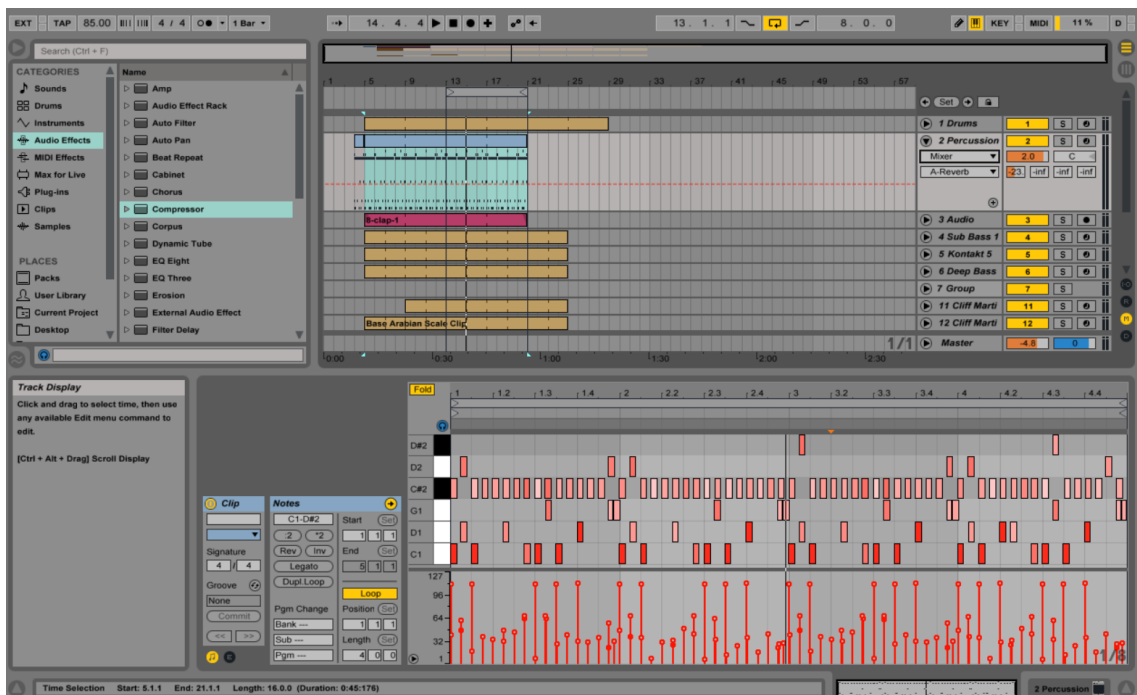 EXT TAP 85.00 4 / 4 1 Bar 14. 4. 4 13. 1. 1 8. 0. 0 KEY MIDI 11 % D
Search (Ctrl + F)
CATEGORIES
Sounds
Drums
Instruments
Audio Effects
MIDI Effects
Max for Live
Plug-ins
Clips
Samples
PLACES
Packs
User Library
Current Project
Desktop
Name
Amp
Audio Effect Rack
Auto Filter
Auto Pan
Beat Repeat
Cabinet
Chorus
Compressor
Corpus
Dynamic Tube
EQ Eight
EQ Three
Erosion
External Audio Effect
Filter Delay
1 5 9 13 17 21 25 29 33 37 41 45 49 53 57
Set
1 Drums 1 S
2 Percussion 2 S
Mixer 2.0 C
A-Reverb -23. -inf -inf -inf
8-clap-1
3 Audio 3 S
4 Sub Bass 1 4 S
5 Kontakt 5 5 S
6 Deep Bass 6 S
7 Group 7 S
11 Cliff Marti 11 S
Base Arabian Scale Clip
12 Cliff Marti 12 S
1/1
Master -4.8 0
0:00 0:30 1:00 1:30 2:00 2:30
Track Display
Click and drag to select time, then use
any available Edit menu command to
edit.
[Ctrl + Alt + Drag] Scroll Display
Clip
Signature
4 / 4
Groove
None
Commit
<< >>
Notes
C1-D#2
:2 *2
Rev Inv
Legato
Dupl.Loop
Pgm Change
Bank ---
Sub ---
Pgm ---
Start Set
1 1 1
End Set
5 1 1
Loop
Position Set
1 1 1
Length Set
4 0 0
Fold
1 1.2 1.3 1.4 2 2.2 2.3 2.4 3 3.2 3.3 3.4 4 4.2 4.3 4.4
D#2
D2
C#2
G1
D1
C1
127
96
64
32
1
Time Selection Start: 5.1.1 End: 21.1.1 Length: 16.0.0 (Duration: 0:45:176)
2 Percussion